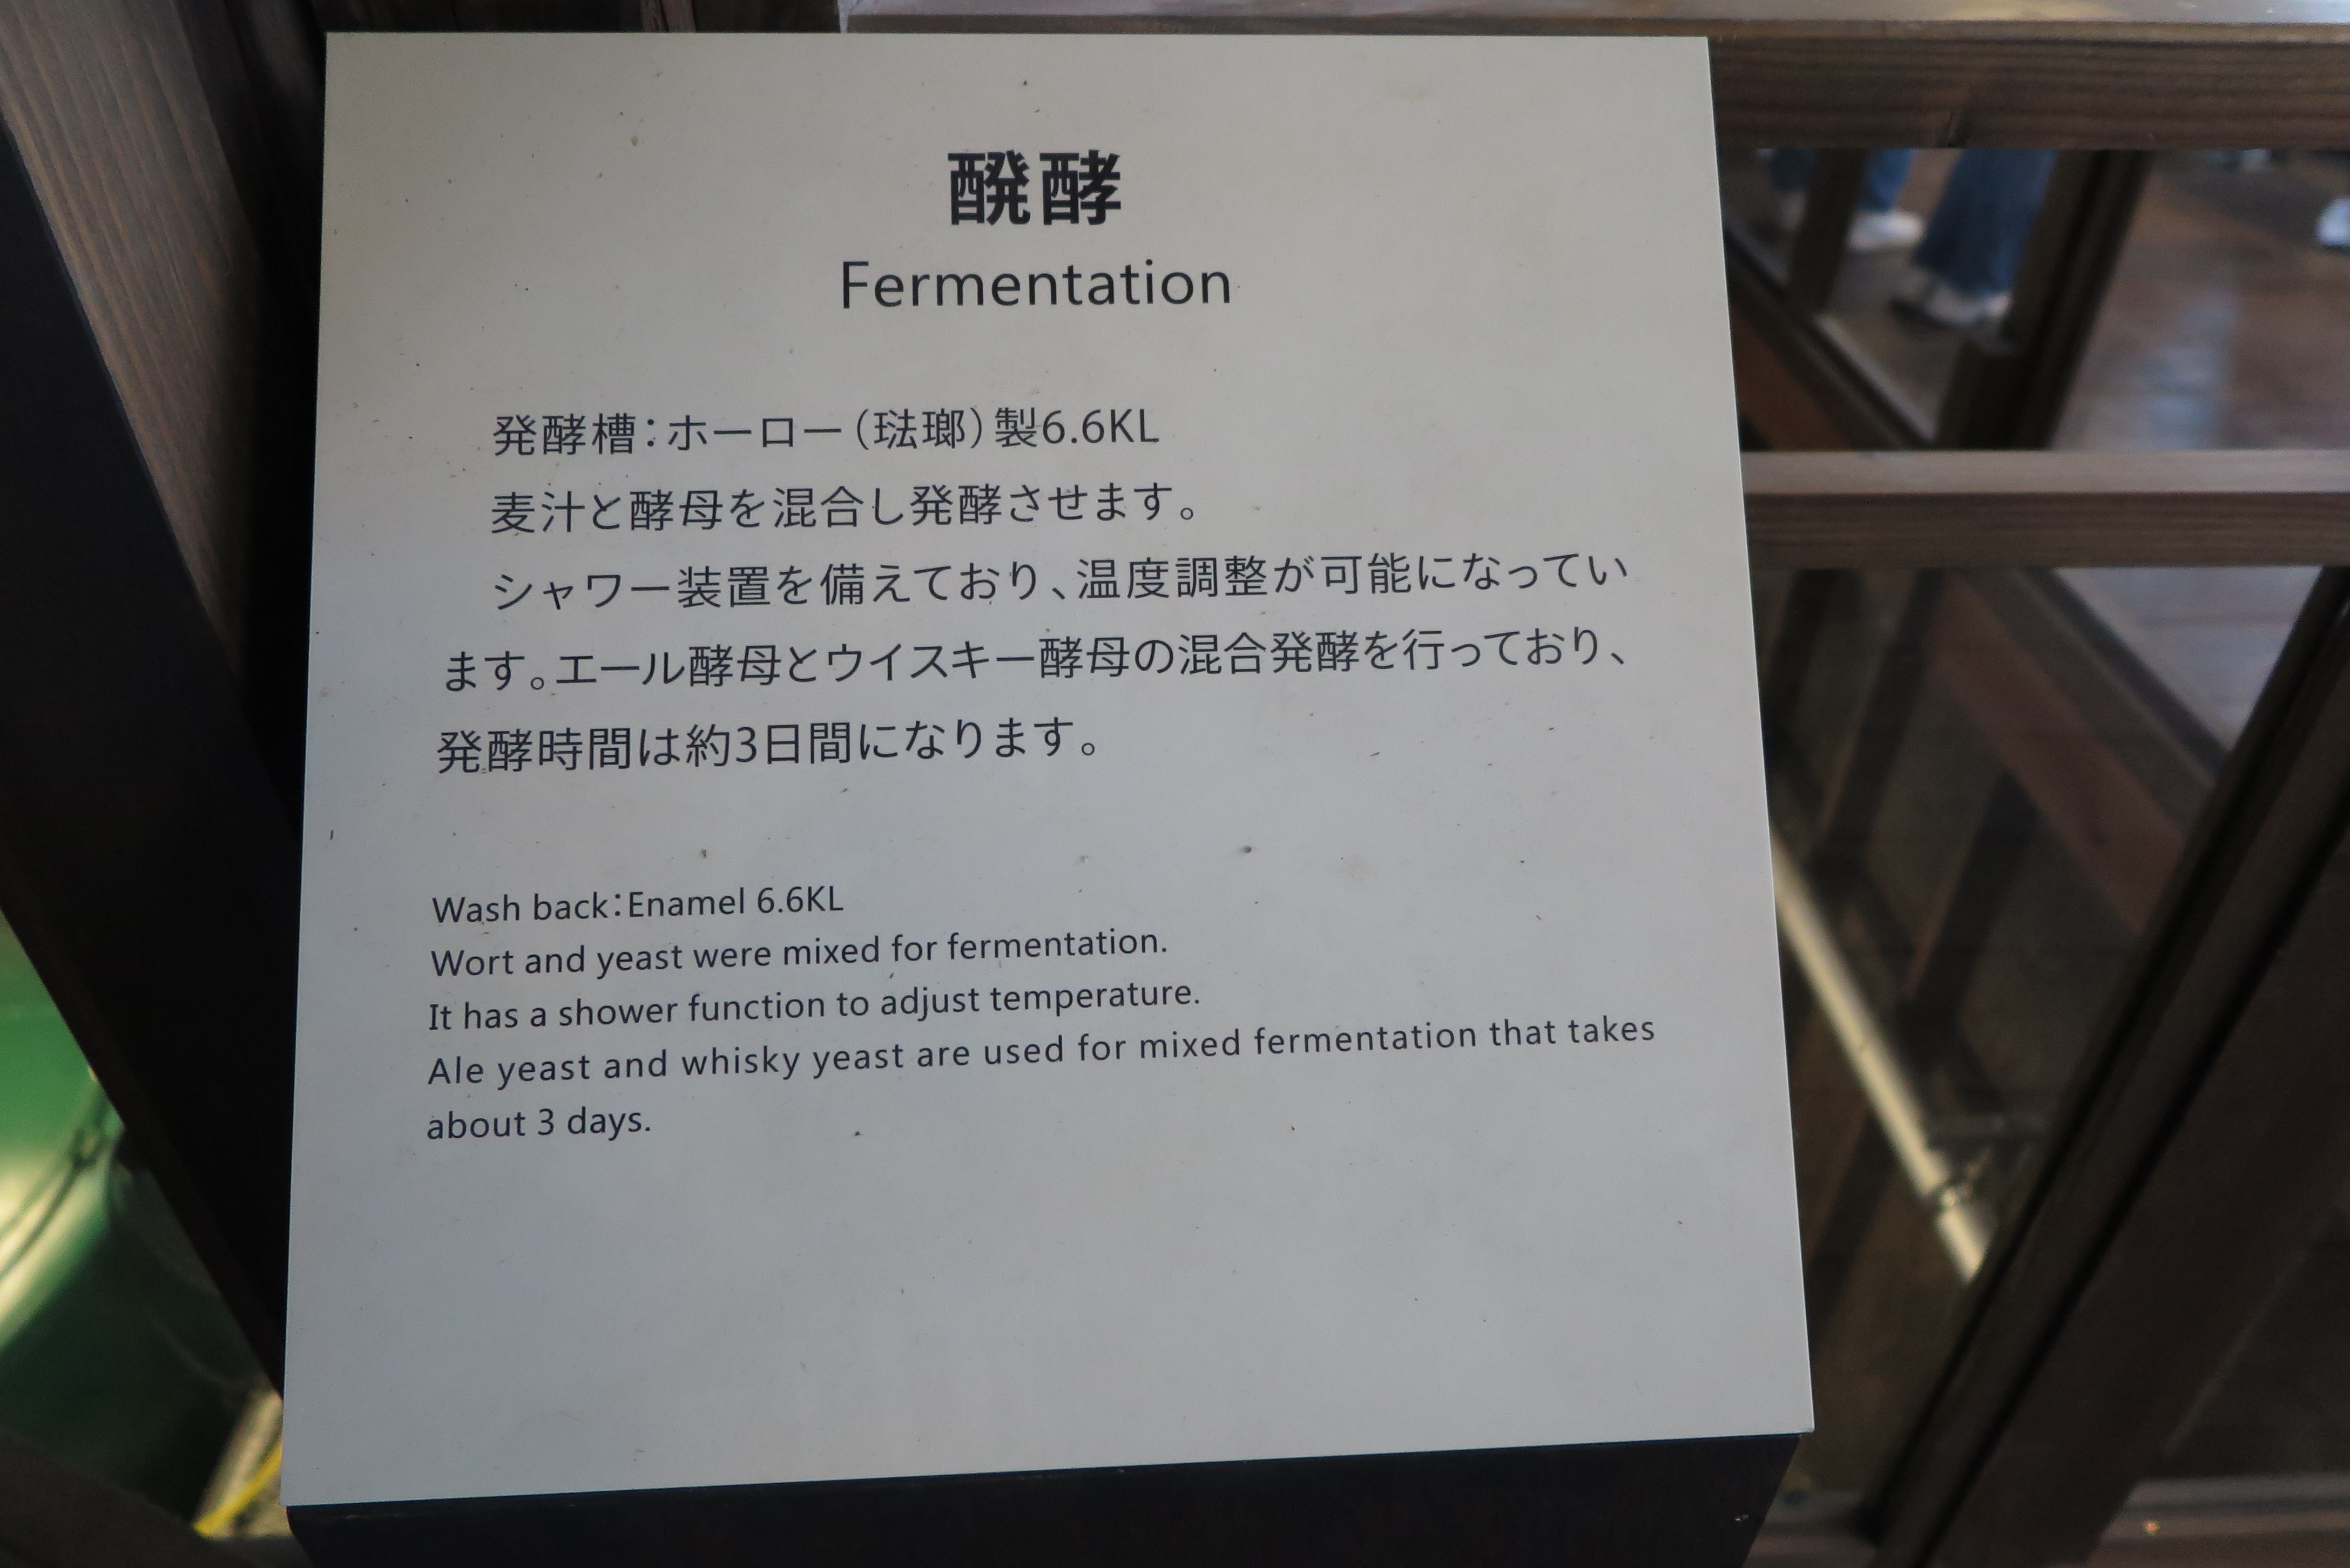 醗酵
Fermentation
発酵槽：ホーロー（琺瑯）製6.6KL
麦汁と酵母を混合し発酵させます。
シャワー装置を備えており、温度調整が可能になってい
ます。エール酵母とウイスキー酵母の混合発酵を行っており、
発酵時間は約3日間になります。
Wash back：Enamel 6.6KL
Wort and yeast were mixed for fermentation.
It has a shower function to adjust temperature.
Ale yeast and whisky yeast are used for mixed fermentation that takes
about 3 days.